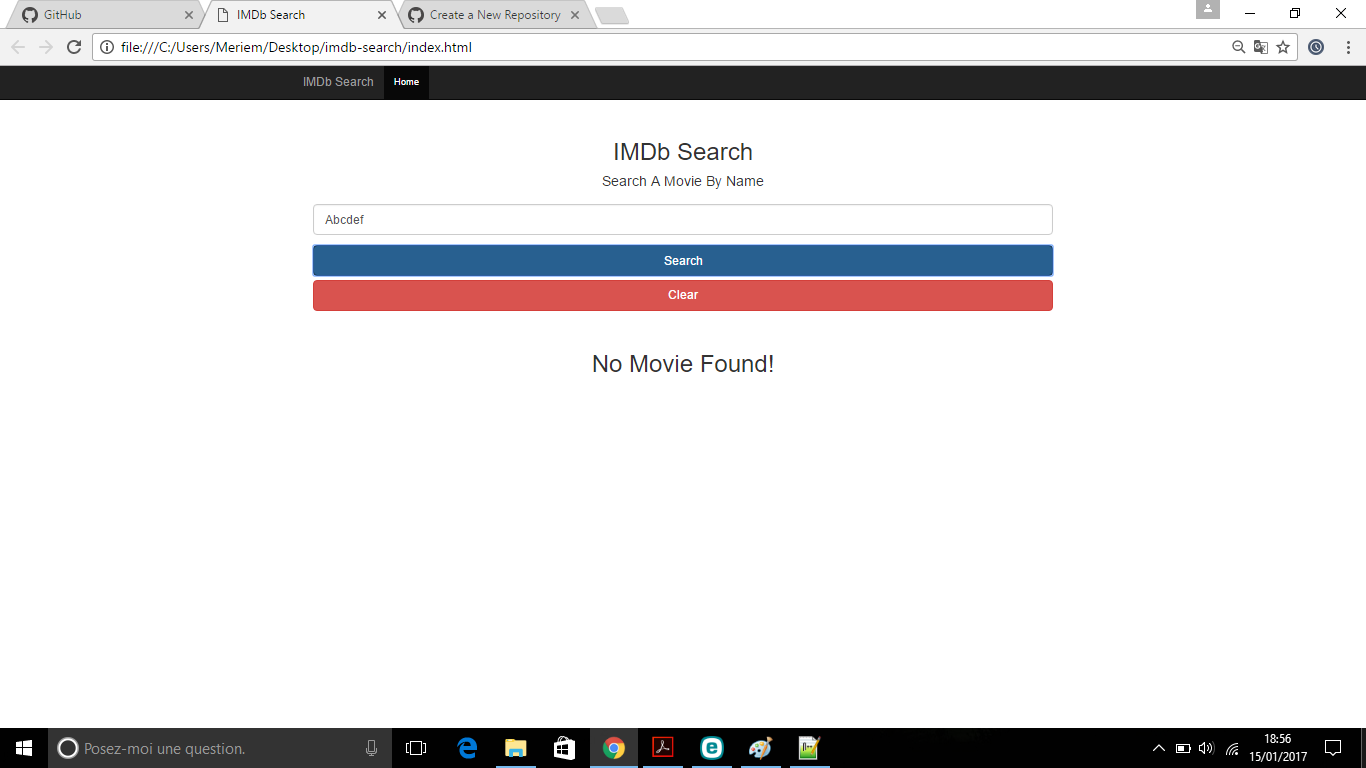 GitHub
IMDb Search
Create a New Repository
file:///C:/Users/Meriem/Desktop/imdb-search/index.html
IMDb Search
Home
IMDb Search
Search A Movie By Name
Abcdef
Search
Clear
No Movie Found!
Posez-moi une question.
18:56
15/01/2017